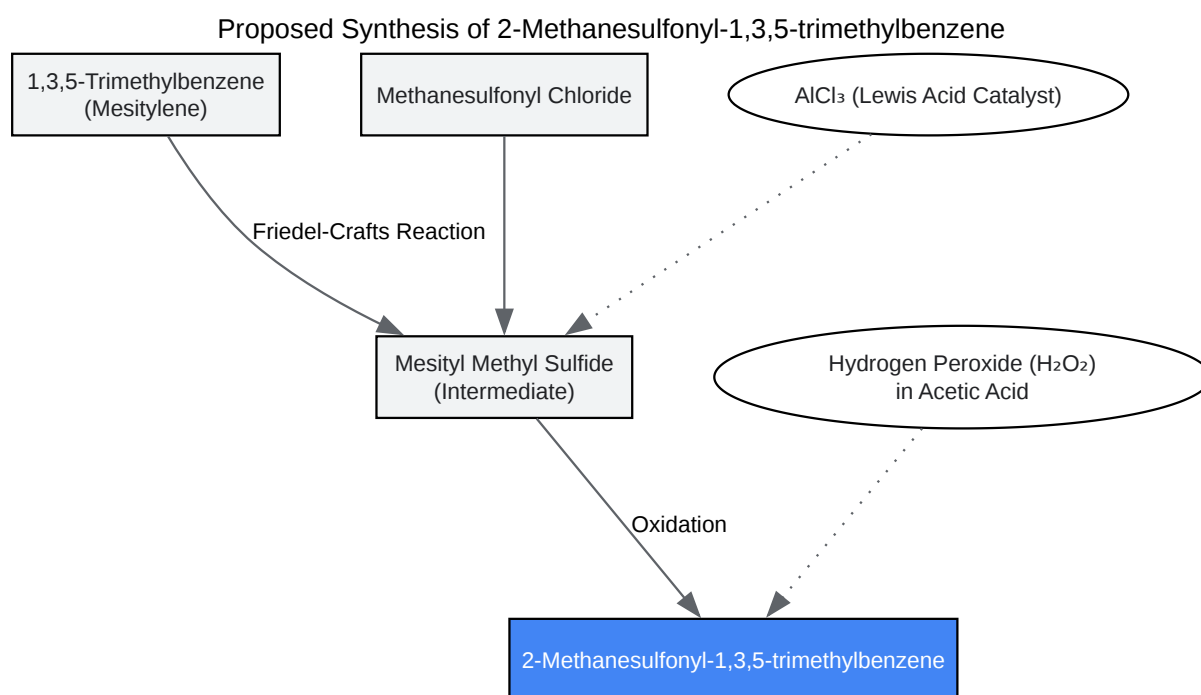 Proposed Synthesis of 2-Methanesulfonyl-1,3,5-trimethylbenzene
1,3,5-Trimethylbenzene
(Mesitylene)
Methanesulfonyl Chloride
AlCl₃ (Lewis Acid Catalyst)
Friedel-Crafts Reaction
Mesityl Methyl Sulfide
(Intermediate)
Hydrogen Peroxide (H₂O₂)
in Acetic Acid
Oxidation
2-Methanesulfonyl-1,3,5-trimethylbenzene